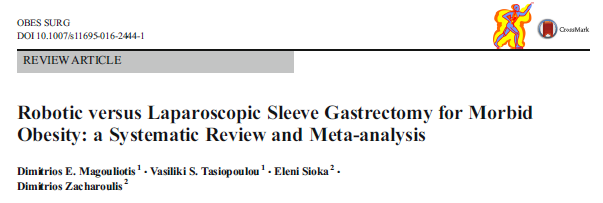 OBES SURG
DOI 10.1007/s11695-016-2444-1
CrossMark
REVIEW ARTICLE
Robotic versus Laparoscopic Sleeve Gastrectomy for Morbid
Obesity: a Systematic Review and Meta-analysis
Dimitrios E. Magouliotis 1 · Vasiliki S. Tasiopoulou 1 · Eleni Sioka 2 ·
Dimitrios Zacharoulis 2